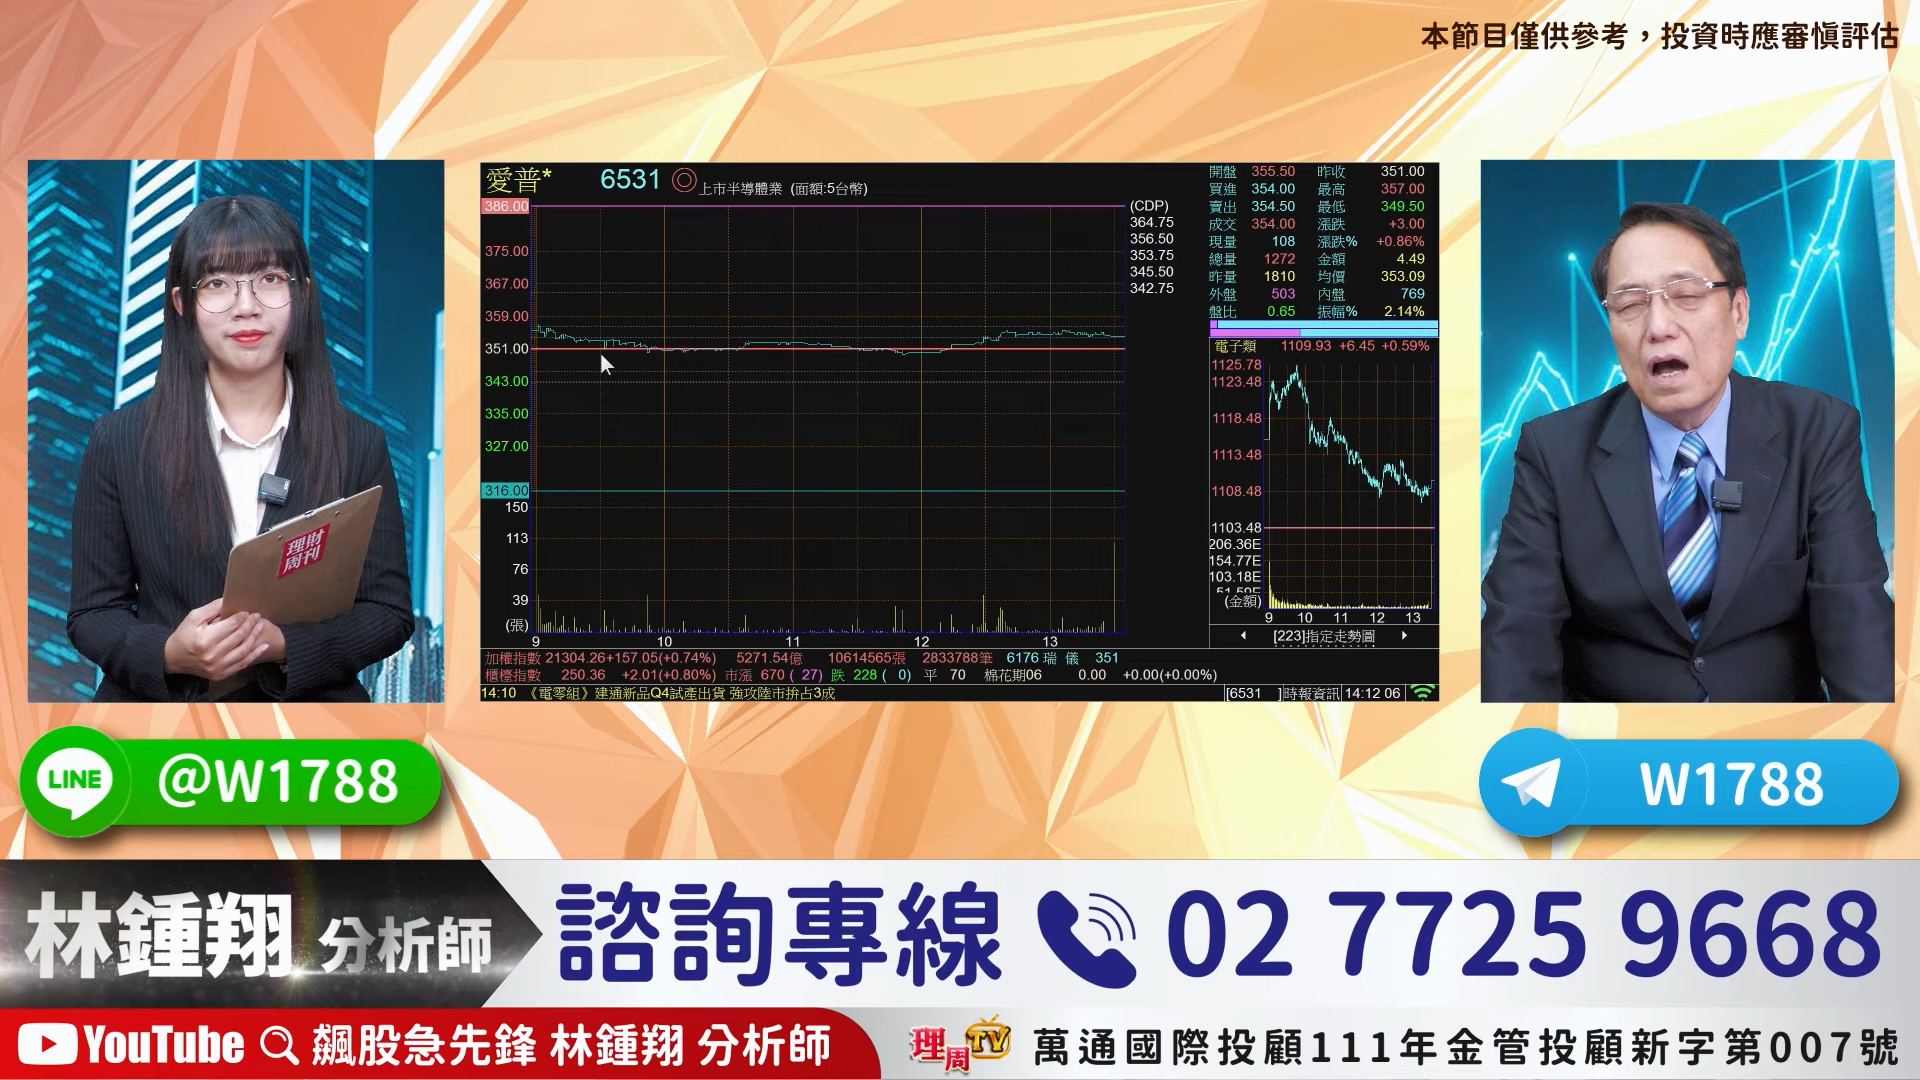 本節目僅供參考，投資時應審慎評估
理財
周刊
愛普* 6531 ◎ 上市半導體業 (面額:5台幣)
386.00
375.00
367.00
359.00
351.00
343.00
335.00
327.00
316.00
150
113
76
39
(張)
9 10 11 12 13
(CDP)
364.75
356.50
353.75
345.50
342.75
開盤 355.50 昨收 351.00
買進 354.00 最高 357.00
賣出 354.50 最低 349.50
成交 354.00 漲跌 +3.00
現量 108 漲跌% +0.86%
總量 1272 金額 4.49
昨量 1810 均價 353.09
外盤 503 內盤 769
盤比 0.65 振幅% 2.14%
電子類 1109.93 +6.45 +0.59%
1125.78
1123.48
1118.48
1113.48
1108.48
1103.48
206.36E
154.77E
103.18E
51.59E
(金額)
9 10 11 12 13
[223]指定走勢圖
加權指數 21304.26+157.05(+0.74%) 5271.54億 10614565張 2833788筆 6176 瑞 儀 351
櫃檯指數 250.36 +2.01(+0.80%) 市漲 670 ( 27) 跌 228 ( 0) 平 70 棉花期06 0.00 +0.00(+0.00%)
14:10 《電零組》建通新品Q4試產出貨 強攻陸市拚占3成 [6531 ]時報資訊 14:12 06
LINE @W1788
W1788
林鍾翔 分析師
諮詢專線 02 7725 9668
YouTube 飆股急先鋒 林鍾翔 分析師
理周TV
萬通國際投顧111年金管投顧新字第007號